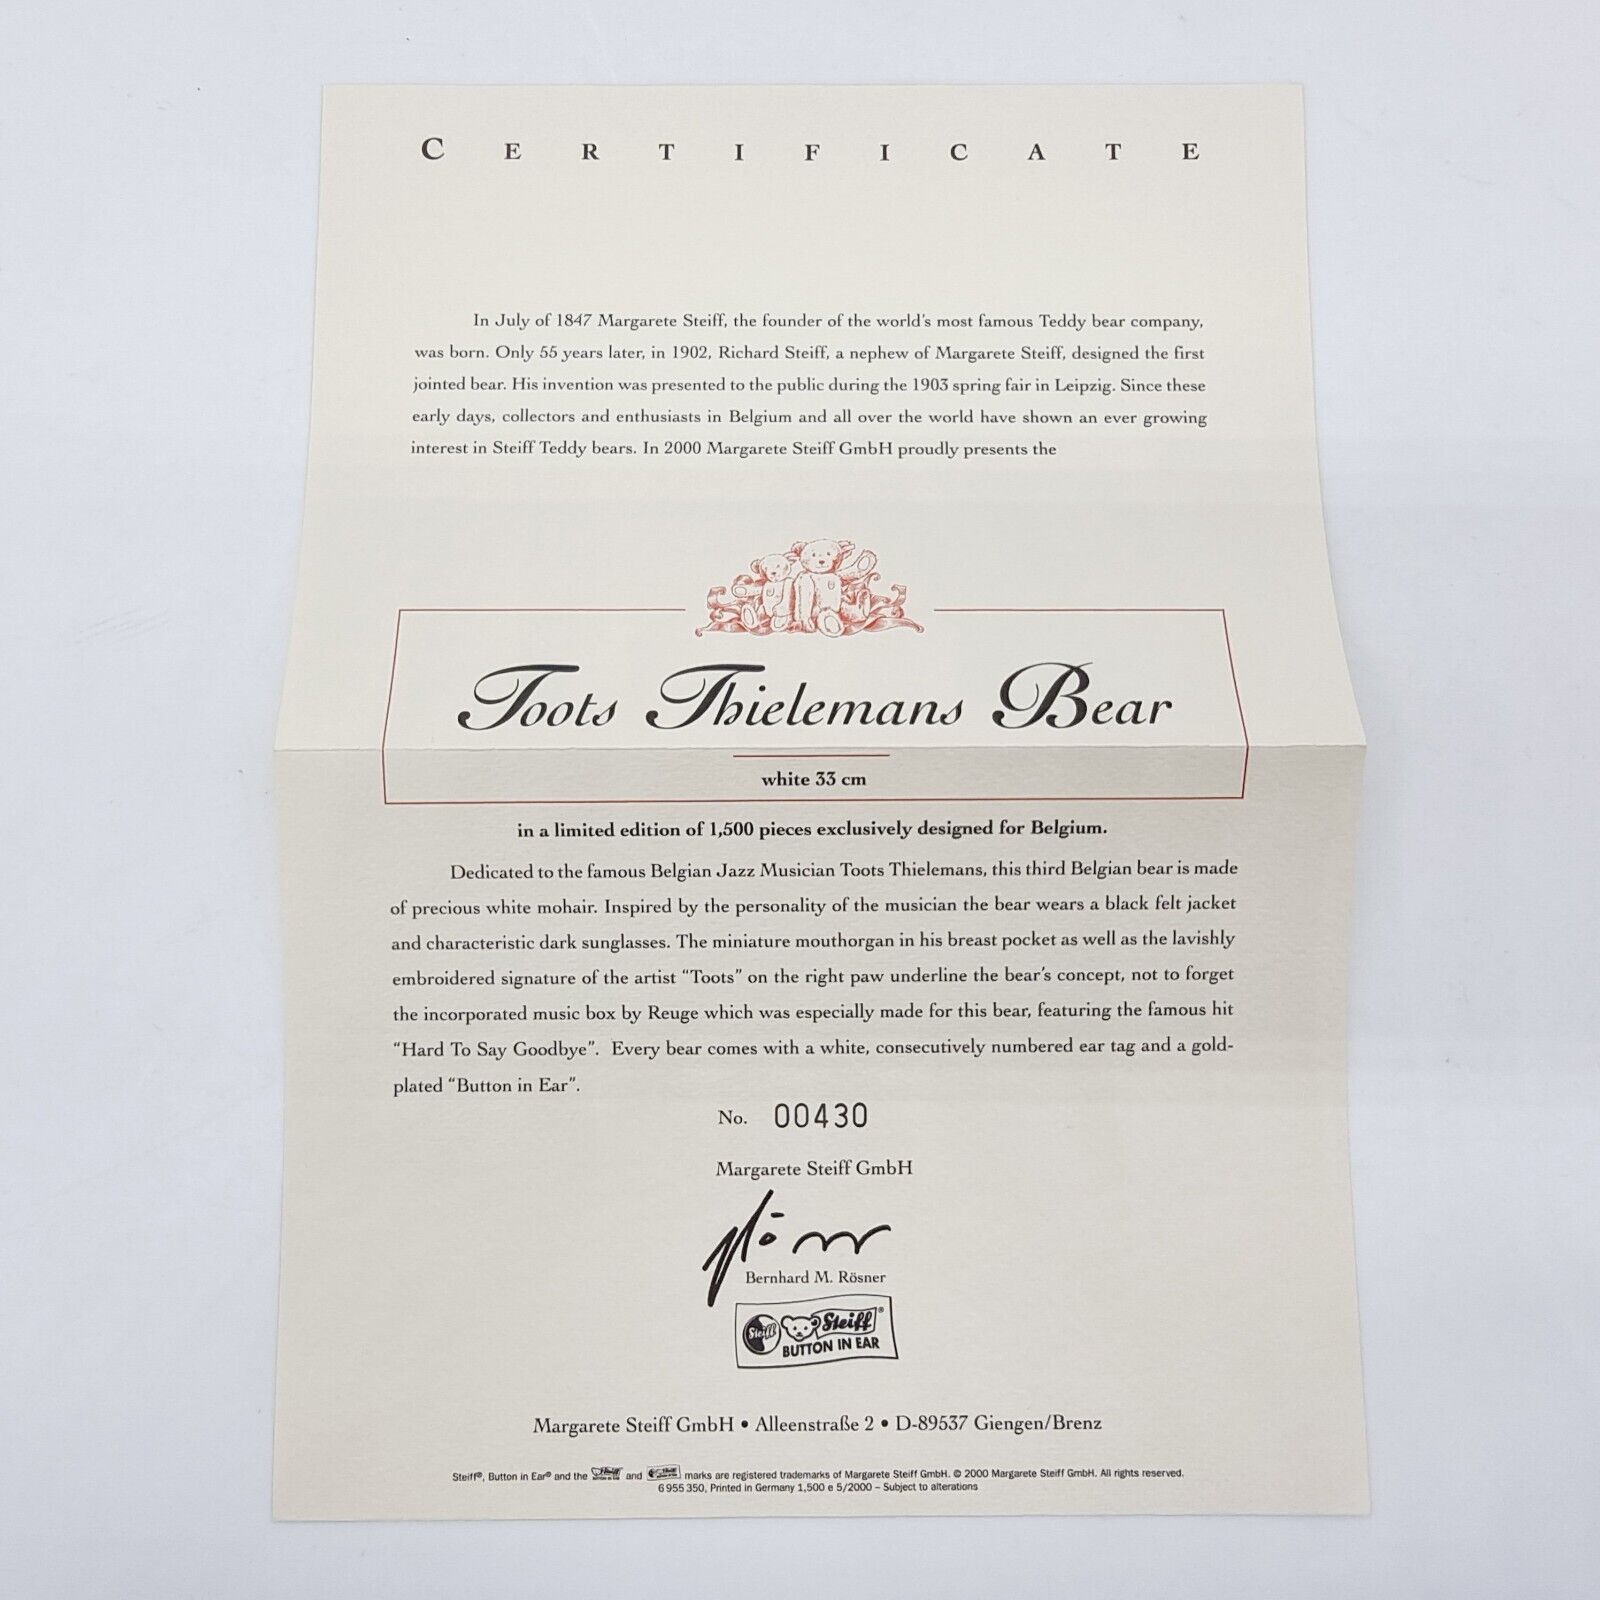 CERTIFICATE
In July of 1847 Margarete Steiff, the founder of the world's most famous Teddy bear company,
was born. Only 55 years later, in 1902, Richard Steiff, a nephew of Margarete Steiff, designed the first
jointed bear. His invention was presented to the public during the 1903 spring fair in Leipzig. Since these
early days, collectors and enthusiasts in Belgium and all over the world have shown an ever growing
interest in Steiff Teddy bears. In 2000 Margarete Steiff GmbH proudly presents the
Toots Thielemans Bear
white 33 cm
in a limited edition of 1,500 pieces exclusively designed for Belgium.
Dedicated to the famous Belgian Jazz Musician Toots Thielemans, this third Belgian bear is made
of precious white mohair. Inspired by the personality of the musician the bear wears a black felt jacket
and characteristic dark sunglasses. The miniature mouthorgan in his breast pocket as well as the lavishly
embroidered signature of the artist “Toots” on the right paw underline the bear's concept, not to forget
the incorporated music box by Reuge which was especially made for this bear, featuring the famous hit
“Hard To Say Goodbye”. Every bear comes with a white, consecutively numbered ear tag and a gold-
plated “Button in Ear”.
No. 00430
Margarete Steiff GmbH
Bernhard M. Rösner
Steiff Steiff®
BUTTON IN EAR
Margarete Steiff GmbH • Alleenstraße 2 • D-89537 Giengen/Brenz
Steiff®, Button in Ear® and the and marks are registered trademarks of Margarete Steiff GmbH. © 2000 Margarete Steiff GmbH. All rights reserved.
6 955 350, Printed in Germany 1,500 e 5/2000 – Subject to alterations